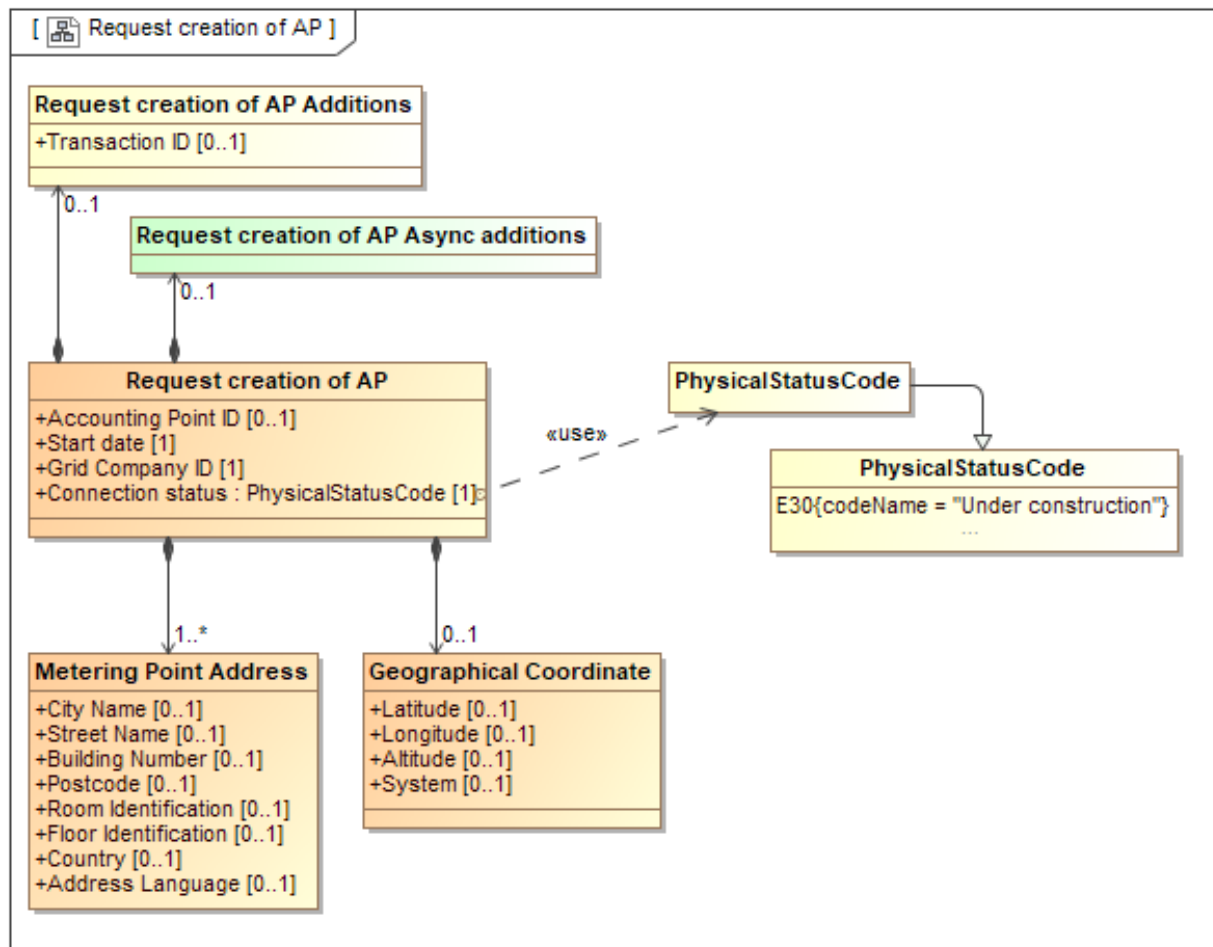 [ Request creation of AP ]
Request creation of AP Additions
+Transaction ID [0..1]
0..1
Request creation of AP Async additions
0..1
Request creation of AP
+Accounting Point ID [0..1]
+Start date [1]
+Grid Company ID [1]
+Connection status : PhysicalStatusCode [1]
«use»
PhysicalStatusCode
PhysicalStatusCode
E30{codeName = "Under construction"}
...
1..*
0..1
Metering Point Address
+City Name [0..1]
+Street Name [0..1]
+Building Number [0..1]
+Postcode [0..1]
+Room Identification [0..1]
+Floor Identification [0..1]
+Country [0..1]
+Address Language [0..1]
Geographical Coordinate
+Latitude [0..1]
+Longitude [0..1]
+Altitude [0..1]
+System [0..1]